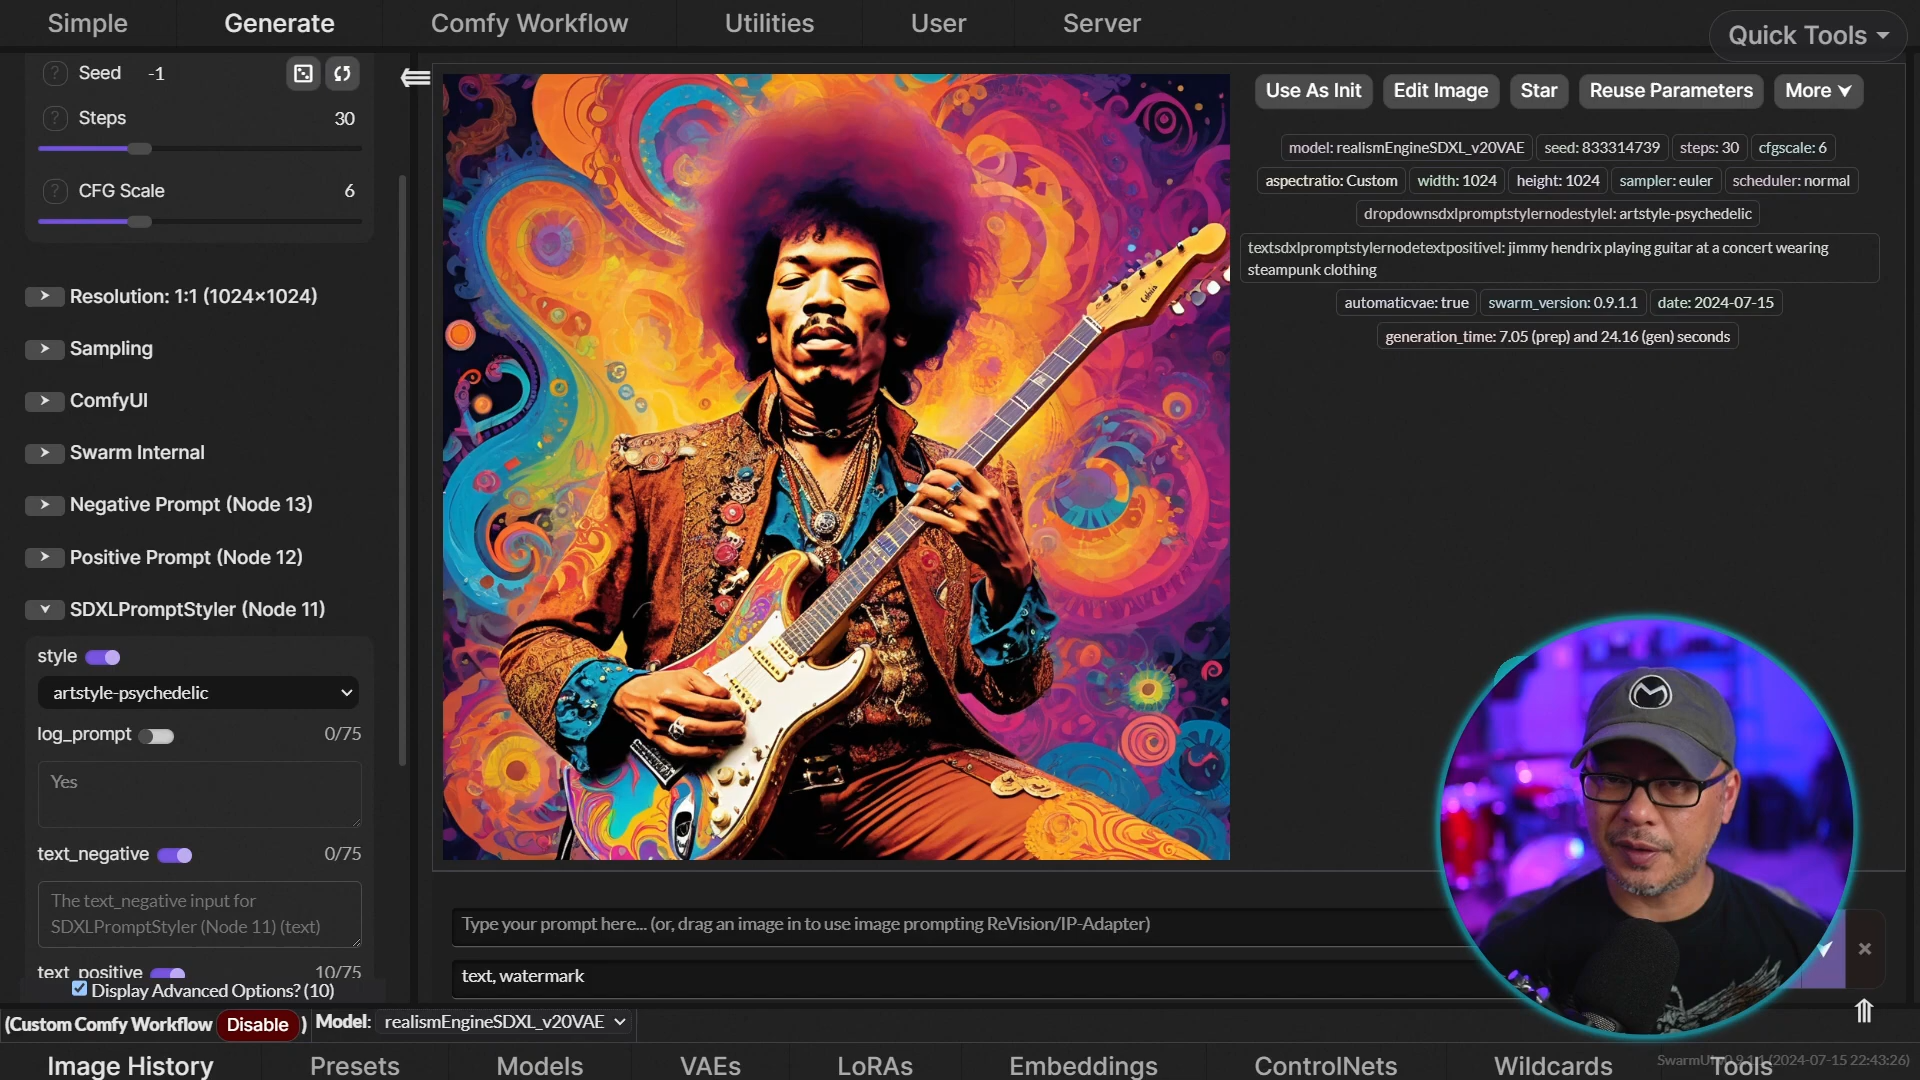 Simple
Generate
Comfy Workflow
Utilities
User
Server
Quick Tools
Seed -1
Steps 30
CFG Scale 6
Resolution: 1:1 (1024×1024)
Sampling
ComfyUI
Swarm Internal
Negative Prompt (Node 13)
Positive Prompt (Node 12)
SDXLPromptStyler (Node 11)
style
artstyle-psychedelic
log_prompt 0/75
Yes
text_negative 0/75
The text_negative input for
SDXLPromptStyler (Node 11) (text)
text_positive 10/75
Display Advanced Options? (10)
Use As Init
Edit Image
Star
Reuse Parameters
More
model: realismEngineSDXL_v20VAE
seed: 833314739
steps: 30
cfgscale: 6
aspectratio: Custom
width: 1024
height: 1024
sampler: euler
scheduler: normal
dropdownsdxlpromptstylernodestylel: artstyle-psychedelic
textsdxlpromptstylernodetextpositivel: jimmy hendrix playing guitar at a concert wearing
steampunk clothing
automaticvae: true
swarm_version: 0.9.1.1
date: 2024-07-15
generation_time: 7.05 (prep) and 24.16 (gen) seconds
Type your prompt here... (or, drag an image in to use image prompting ReVision/IP-Adapter)
text, watermark
(Custom Comfy Workflow Disable )
Model: realismEngineSDXL_v20VAE
Image History
Presets
Models
VAEs
LoRAs
Embeddings
ControlNets
Wildcards
Tools